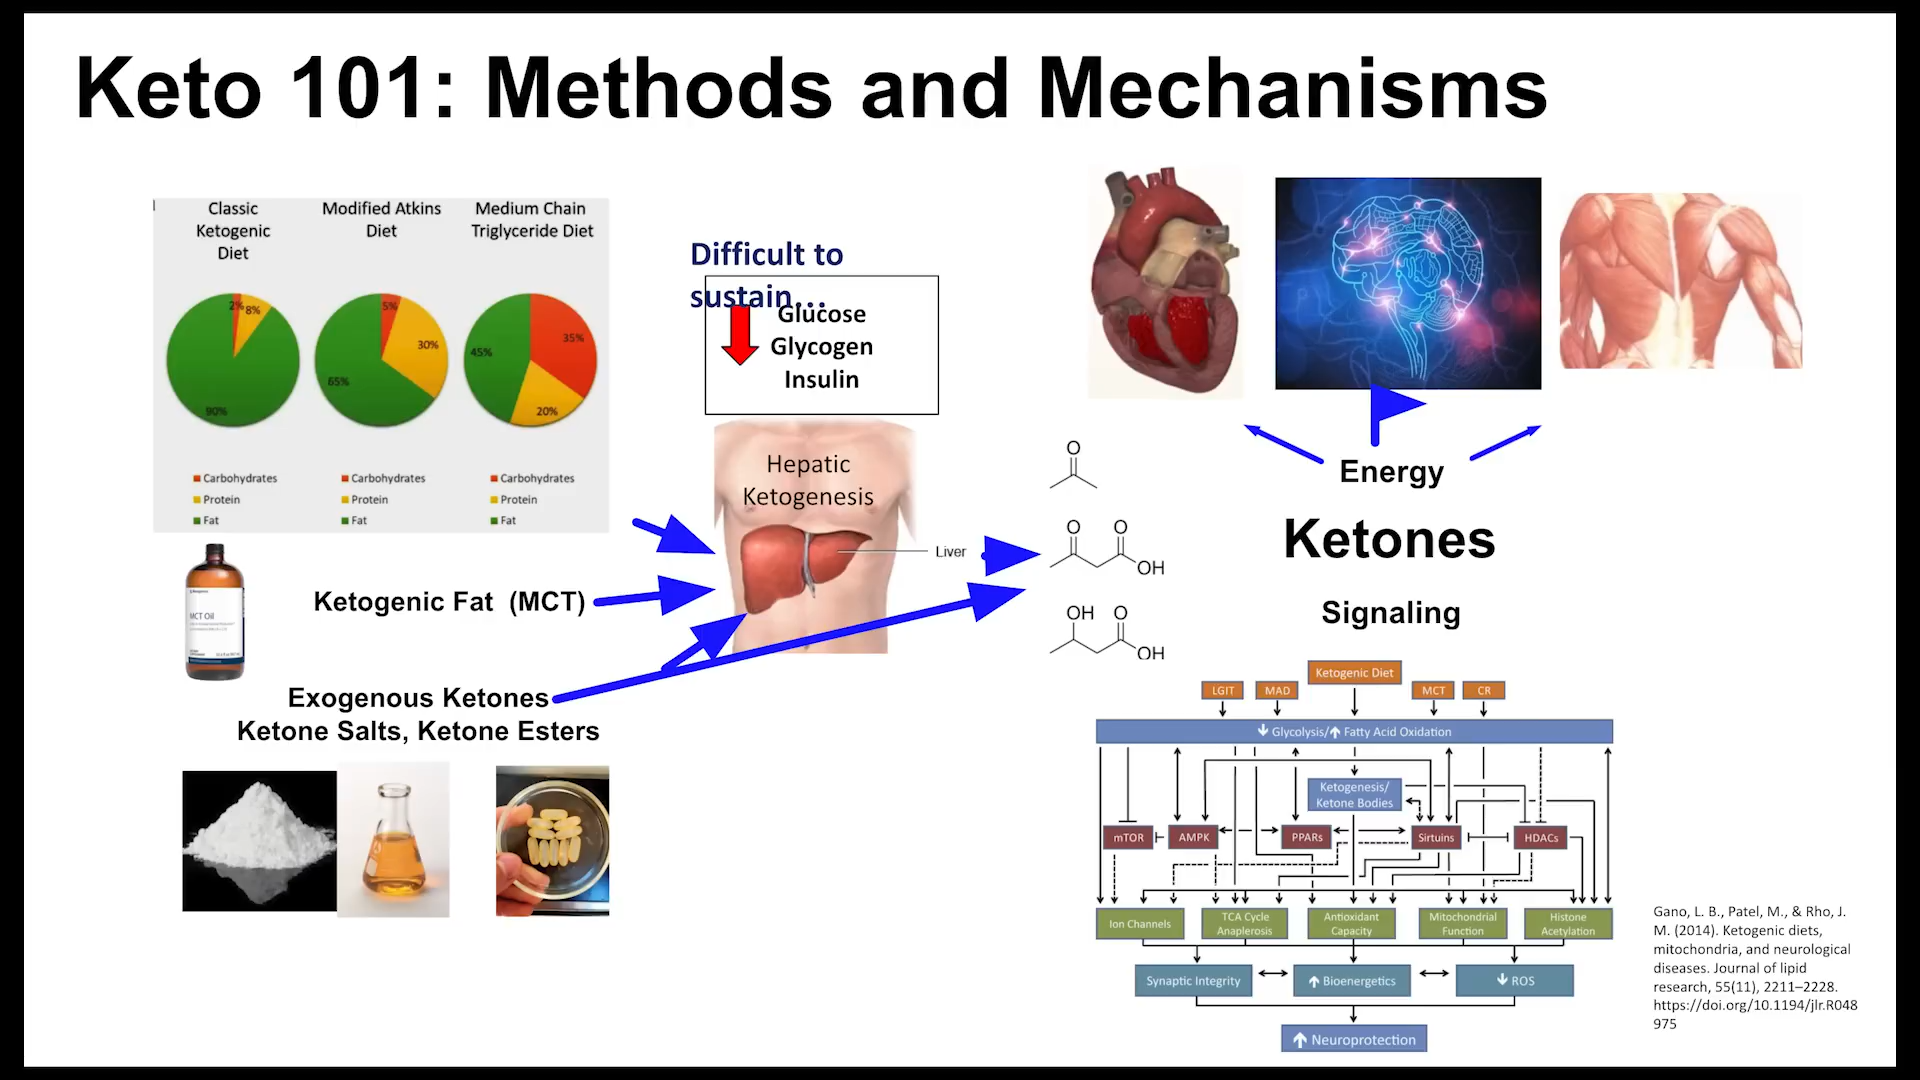 Keto 101: Methods and Mechanisms
Classic
Ketogenic
Diet
Modified Atkins
Diet
Medium Chain
Triglyceride Diet
2%
8%
90%
5%
30%
65%
35%
45%
20%
Carbohydrates
Protein
Fat
Carbohydrates
Protein
Fat
Carbohydrates
Protein
Fat
Difficult to
sustain...
Glucose
Glycogen
Insulin
Hepatic
Ketogenesis
Liver
MCT Oil
Ketogenic Fat (MCT)
Exogenous Ketones
Ketone Salts, Ketone Esters
O
O
O
OH
OH
O
OH
Energy
Ketones
Signaling
Ketogenic Diet
LGIT
MAD
MCT
CR
Glycolysis/ Fatty Acid Oxidation
Ketogenesis/
Ketone Bodies
mTOR
AMPK
PPARs
Sirtuins
HDACs
Ion Channels
TCA Cycle
Anaplerosis
Antioxidant
Capacity
Mitochondrial
Function
Histone
Acetylation
Synaptic Integrity
Bioenergetics
ROS
Neuroprotection
Gano, L. B., Patel, M., & Rho, J.
M. (2014). Ketogenic diets,
mitochondria, and neurological
diseases. Journal of lipid
research, 55(11), 2211–2228.
https://doi.org/10.1194/jlr.R048
975